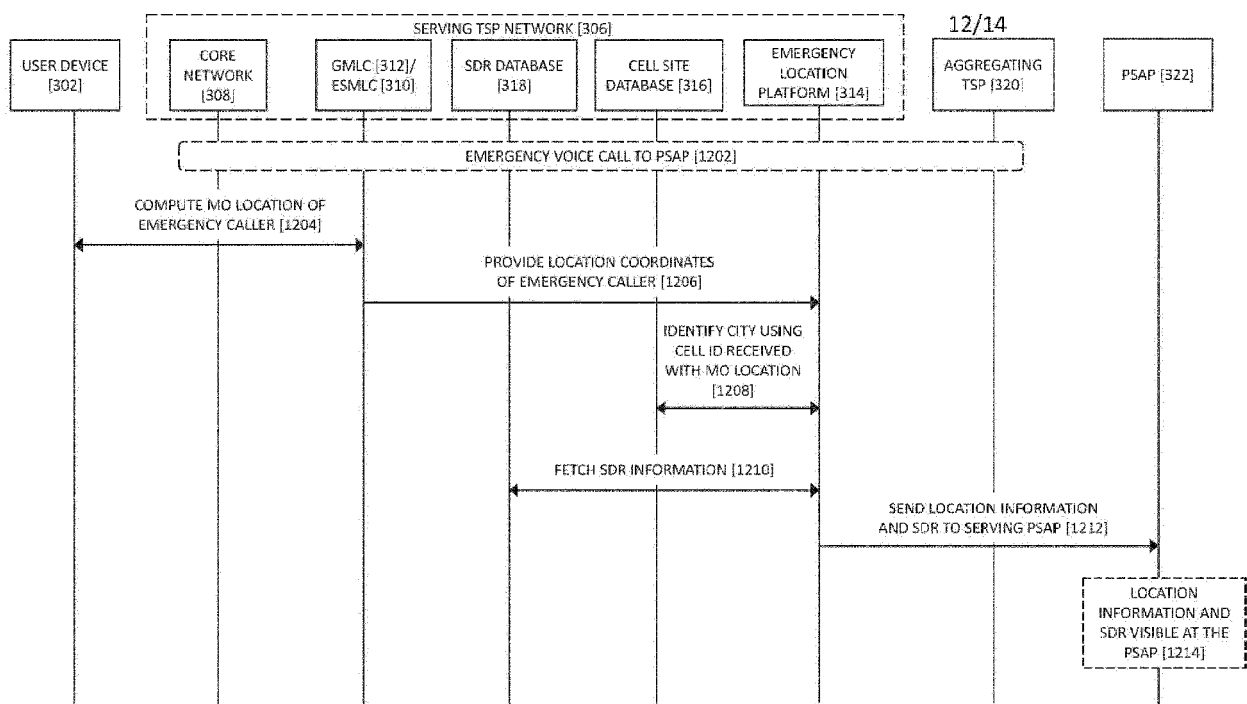 12/14
SERVING TSP NETWORK [306]
USER DEVICE
[302]
CORE
NETWORK
[308]
GMLC [312]/
ESMLC [310]
SDR DATABASE
[318]
CELL SITE
DATABASE [316]
EMERGENCY
LOCATION
PLATFORM [314]
AGGREGATING
TSP [320]
PSAP [322]
EMERGENCY VOICE CALL TO PSAP [1202]
COMPUTE MO LOCATION OF
EMERGENCY CALLER [1204]
PROVIDE LOCATION COORDINATES
OF EMERGENCY CALLER [1206]
IDENTIFY CITY USING
CELL ID RECEIVED
WITH MO LOCATION
[1208]
FETCH SDR INFORMATION [1210]
SEND LOCATION INFORMATION
AND SDR TO SERVING PSAP [1212]
LOCATION
INFORMATION AND
SDR VISIBLE AT THE
PSAP [1214]